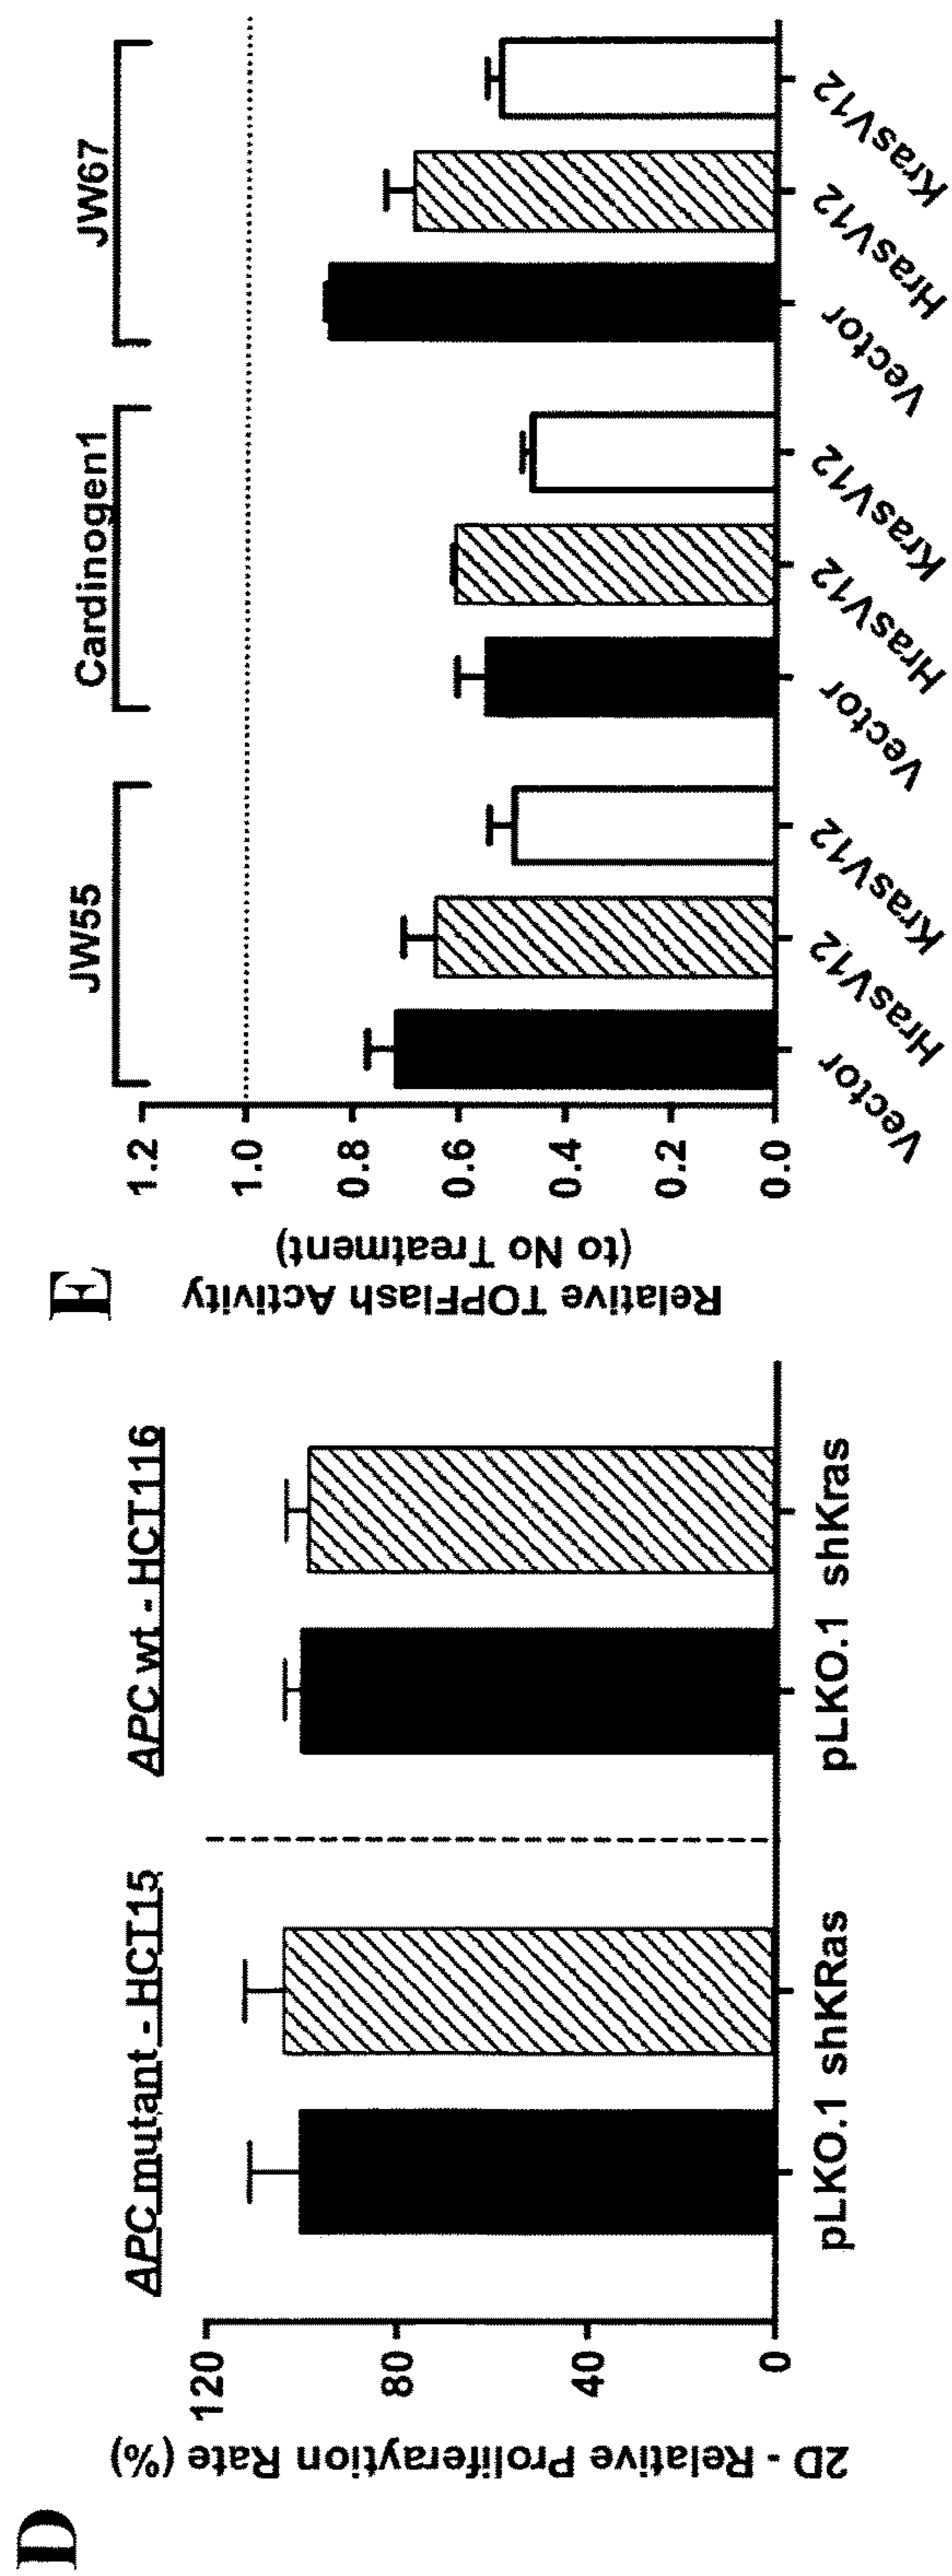 D
APC mutant - HCT15
APC wt - HCT116
2D - Relative Proliferaytion Rate (%)
120
80
40
0
pLKO.1 shKRas
pLKO.1 shKras
E
JW55
Cardinogen1
JW67
Relative TOPFlash Activity
(to No Treatment)
1.2
1.0
0.8
0.6
0.4
0.2
0.0
Vector
HrasV12
KrasV12
Vector
HrasV12
KrasV12
Vector
HrasV12
KrasV12